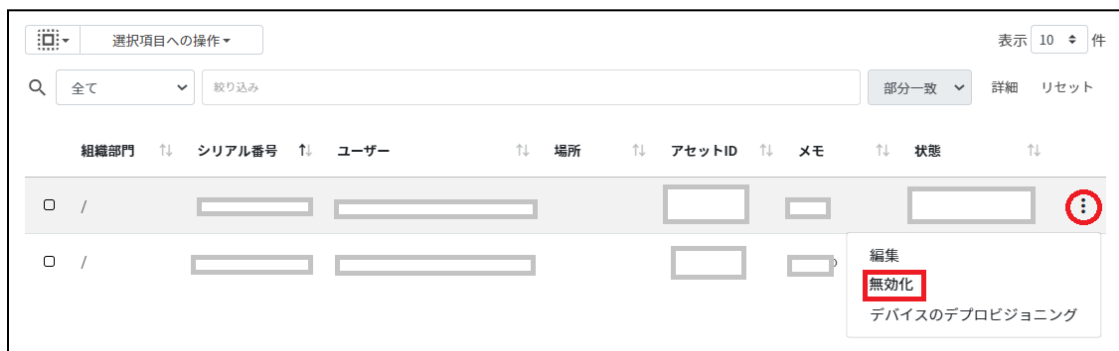 選択項目への操作 表示 10 件
全て 絞り込み 部分一致 詳細 リセット
組織部門 シリアル番号 ユーザー 場所 アセットID メモ 状態
/
/
編集
無効化
デバイスのデプロビジョニング